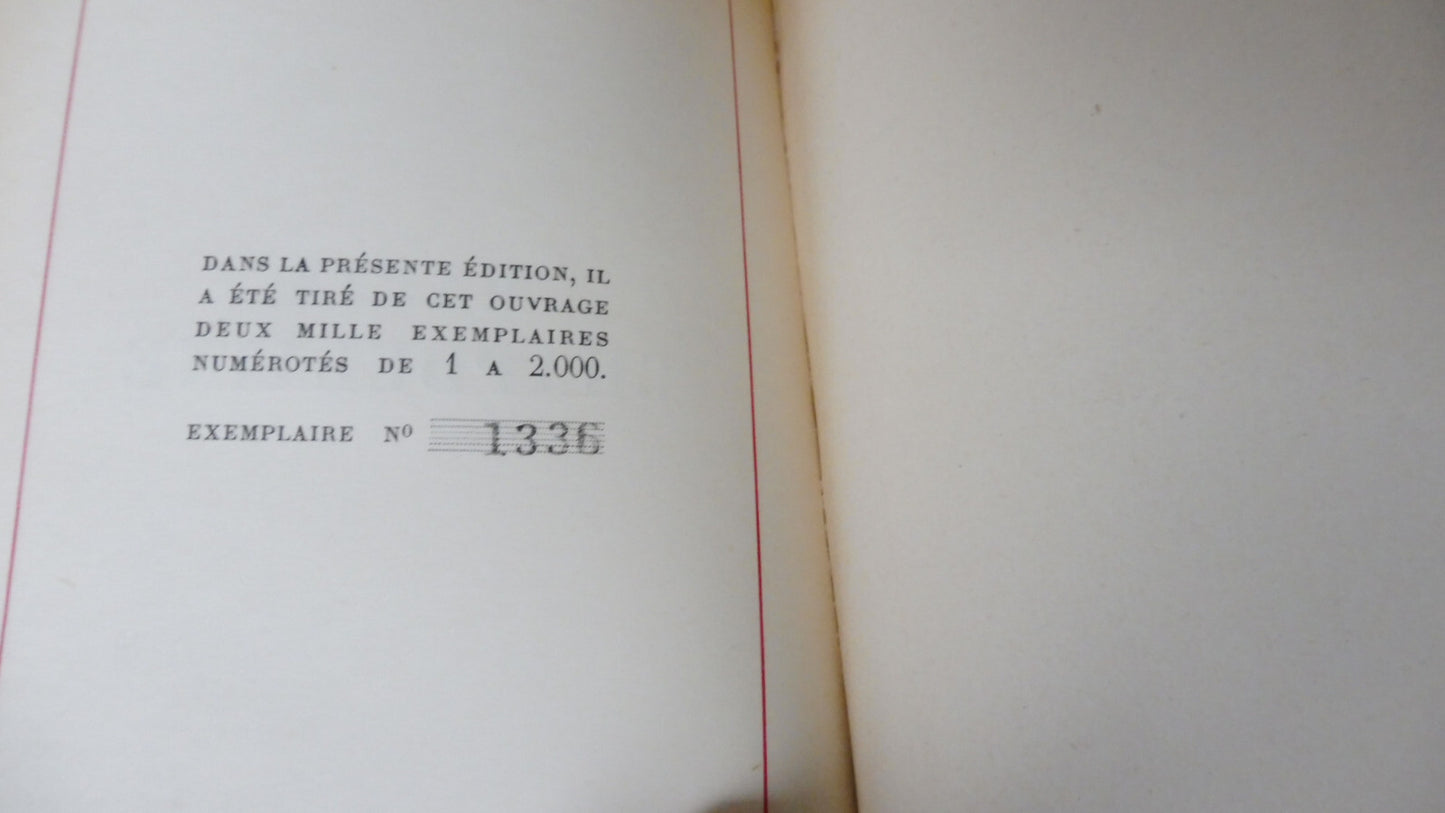 DANS LA PRÉSENTE ÉDITION, IL
A ÉTÉ TIRÉ DE CET OUVRAGE
DEUX MILLE EXEMPLAIRES
NUMÉROTÉS DE 1 A 2.000.
EXEMPLAIRE Nº 1336